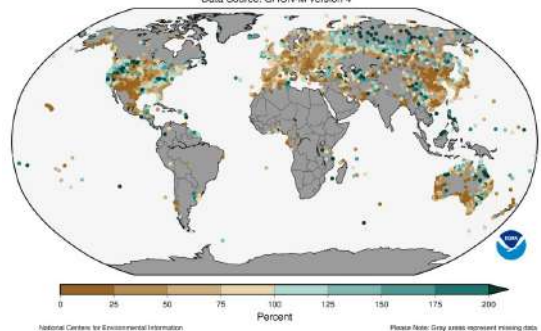 Data Source: GHCN-M version 4
0 25 50 75 100 125 150 175 200
Percent
National Centers for Environmental Information Please Note: Gray areas represent missing data
NOAA